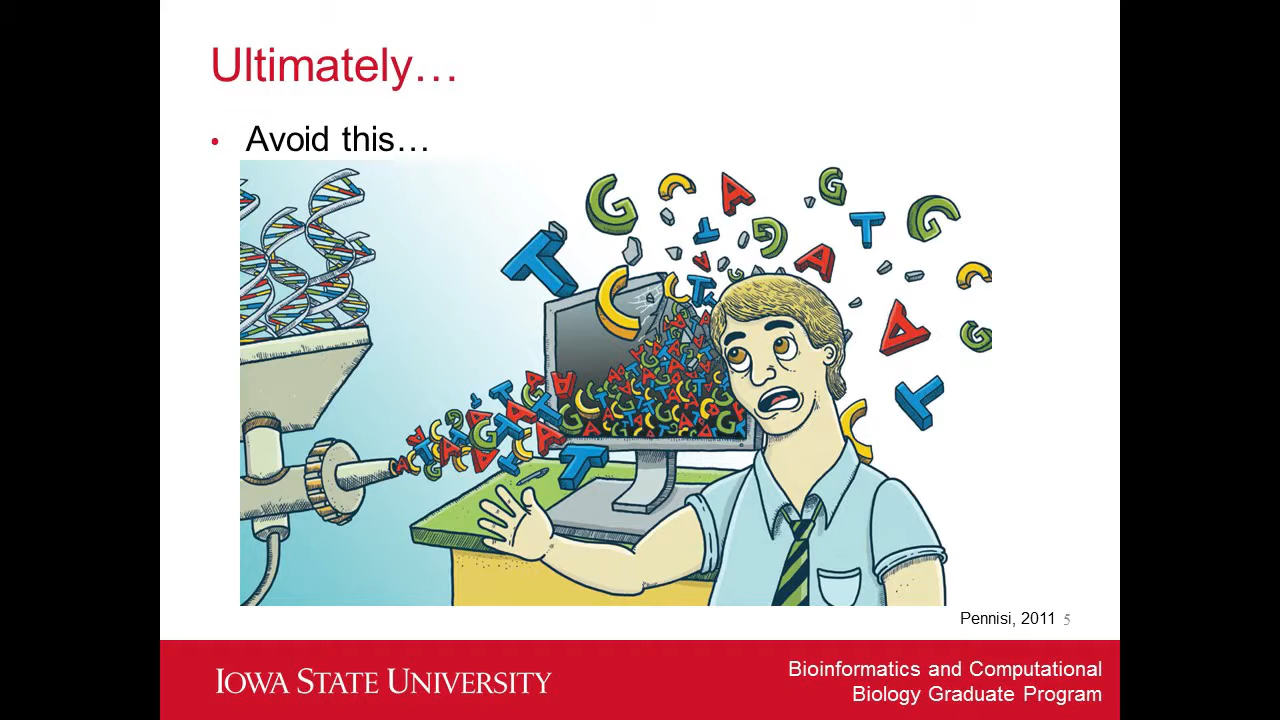 Ultimately…
• Avoid this…
Pennisi, 2011 5
IOWA STATE UNIVERSITY
Bioinformatics and Computational
Biology Graduate Program